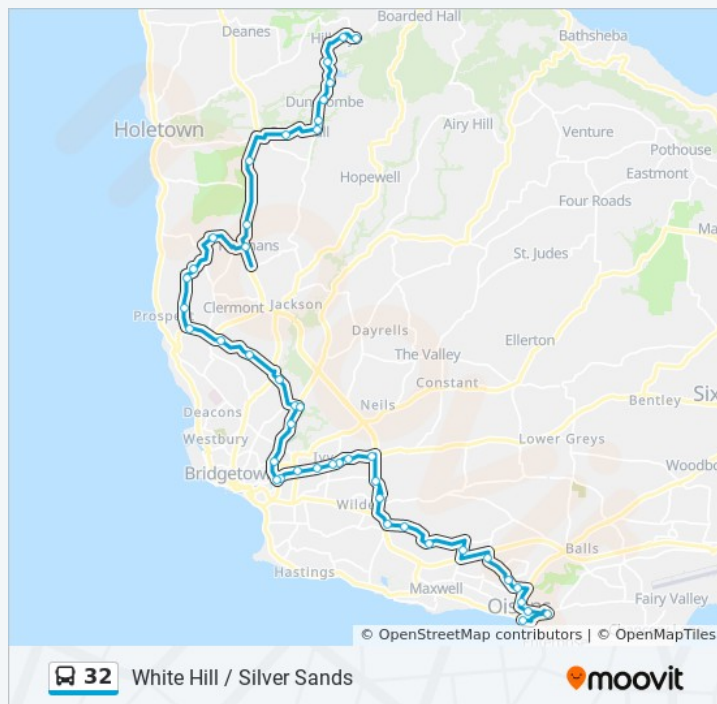 Boarded Hall
Deanes
Bathsheba
Holetown
Airy Hill
Venture
Pothouse
Eastmont
Hopewell
Four Roads
St. Judes
Clermont
Jackson
Dayrells
The Valley
Ellerton
Constant
Deacons
Neils
Bentley
Six
Westbury
Lower Greys
Bridgetow
Woodbo
Hastings
Balls
Maxwell
Fairy Valley
© OpenStreetMap contributors | © OpenMapTiles
32 White Hill / Silver Sands
moovit